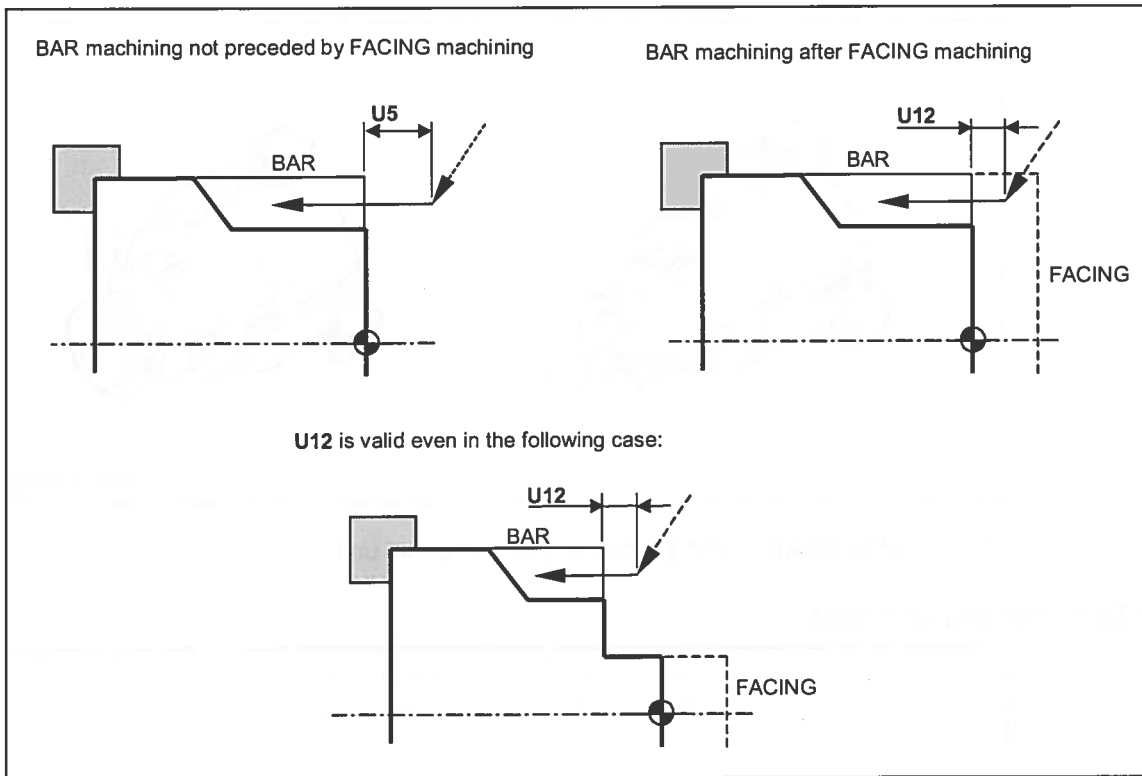 BAR machining not preceded by FACING machining
BAR machining after FACING machining
U5
BAR
U12
BAR
FACING
U12 is valid even in the following case:
U12
BAR
FACING